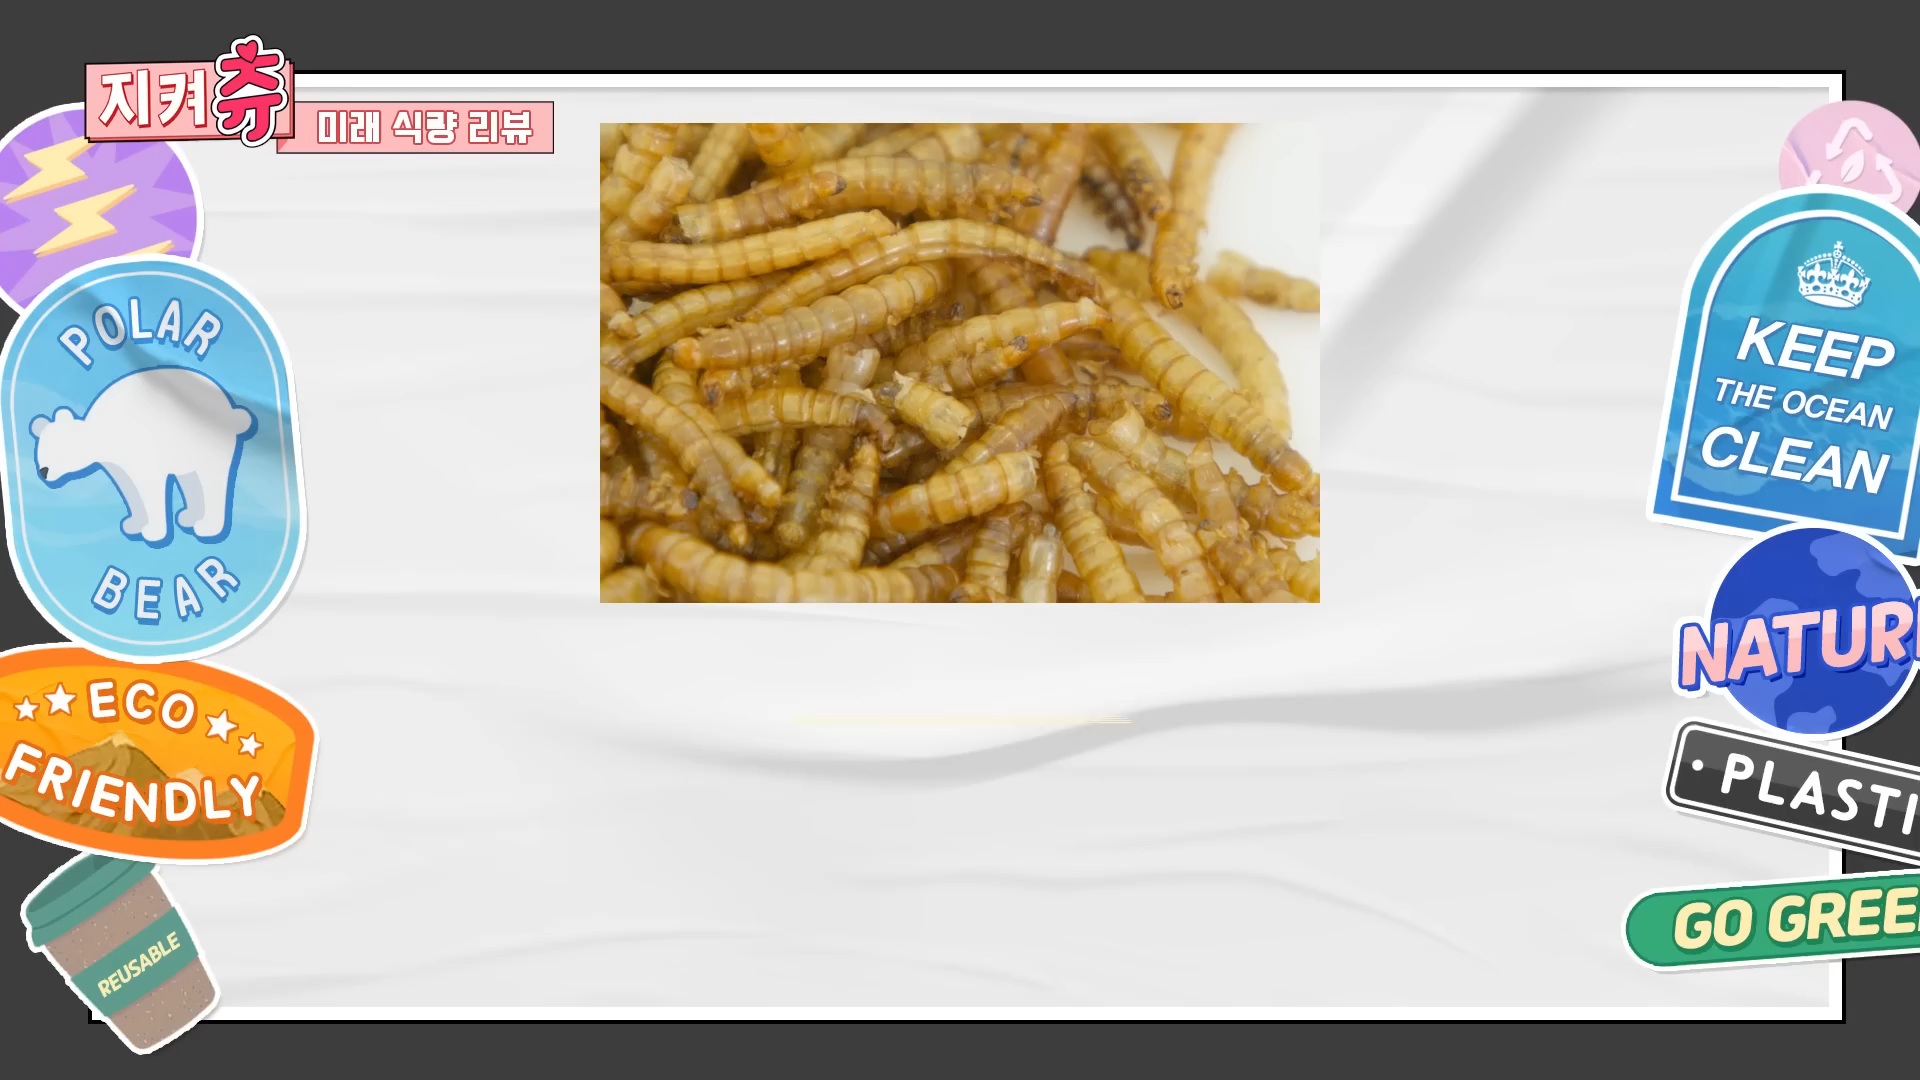 지켜츄
미래 식량 리뷰
POLAR
BEAR
ECO
FRIENDLY
REUSABLE
KEEP
THE OCEAN
CLEAN
NATUR
PLASTI
GO GREE